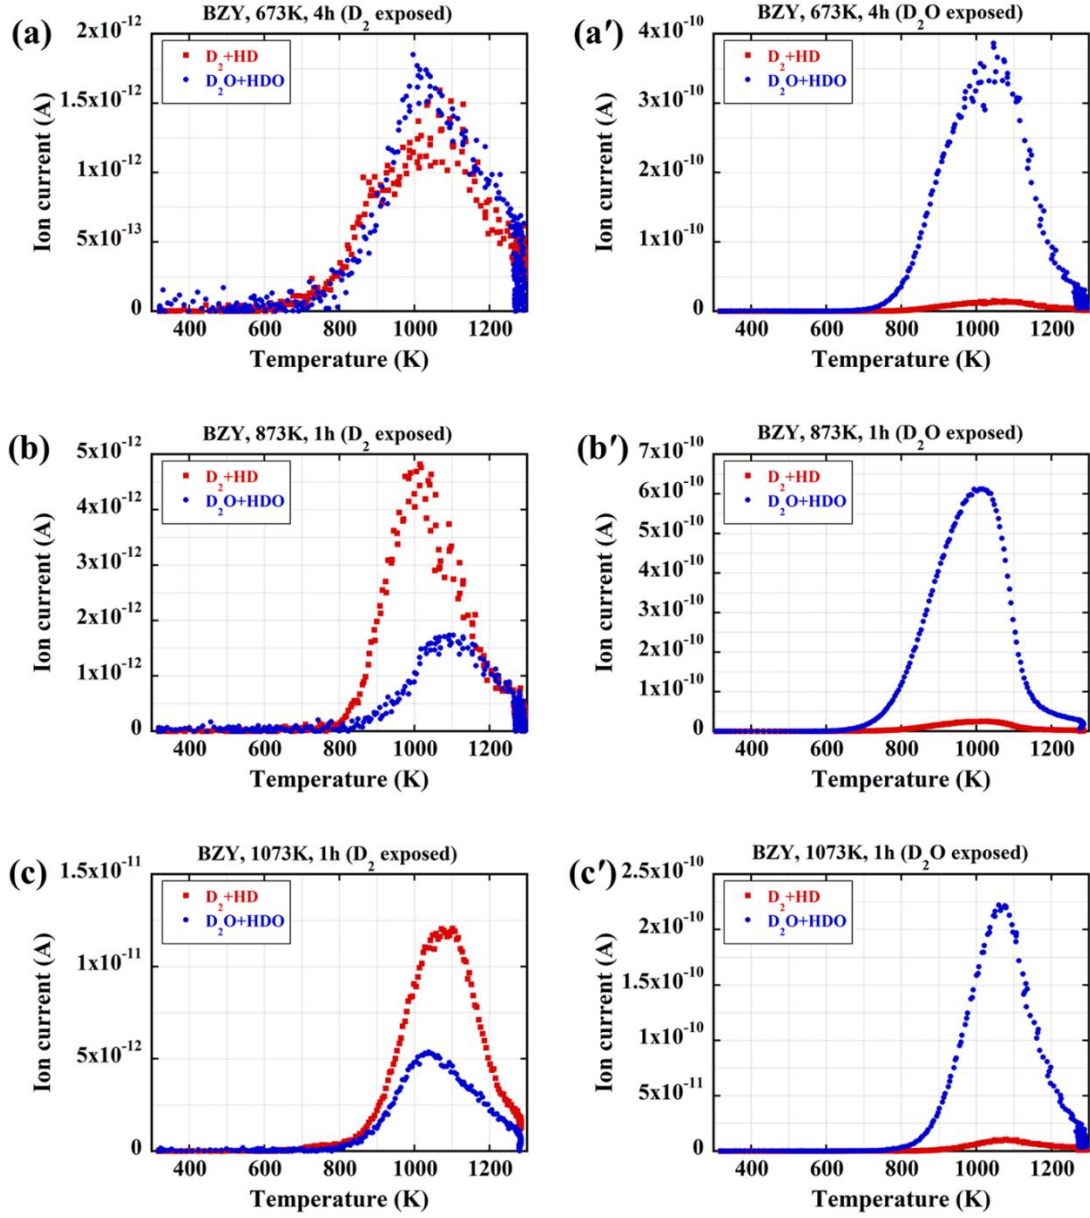 (a)
BZY, 673K, 4h (D₂ exposed)
2x10⁻¹²
1.5x10⁻¹²
1x10⁻¹²
5x10⁻¹³
0
Ion current (A)
D₂+HD
D₂O+HDO
400 600 800 1000 1200
Temperature (K)
(a′)
BZY, 673K, 4h (D₂O exposed)
4x10⁻¹⁰
3x10⁻¹⁰
2x10⁻¹⁰
1x10⁻¹⁰
0
Ion current (A)
D₂+HD
D₂O+HDO
400 600 800 1000 1200
Temperature (K)
(b)
BZY, 873K, 1h (D₂ exposed)
5x10⁻¹²
4x10⁻¹²
3x10⁻¹²
2x10⁻¹²
1x10⁻¹²
0
Ion current (A)
D₂+HD
D₂O+HDO
400 600 800 1000 1200
Temperature (K)
(b′)
BZY, 873K, 1h (D₂O exposed)
7x10⁻¹⁰
6x10⁻¹⁰
5x10⁻¹⁰
4x10⁻¹⁰
3x10⁻¹⁰
2x10⁻¹⁰
1x10⁻¹⁰
0
Ion current (A)
D₂+HD
D₂O+HDO
400 600 800 1000 1200
Temperature (K)
(c)
BZY, 1073K, 1h (D₂ exposed)
1.5x10⁻¹¹
1x10⁻¹¹
5x10⁻¹²
0
Ion current (A)
D₂+HD
D₂O+HDO
400 600 800 1000 1200
Temperature (K)
(c′)
BZY, 1073K, 1h (D₂O exposed)
2.5x10⁻¹⁰
2x10⁻¹⁰
1.5x10⁻¹⁰
1x10⁻¹⁰
5x10⁻¹¹
0
Ion current (A)
D₂+HD
D₂O+HDO
400 600 800 1000 1200
Temperature (K)